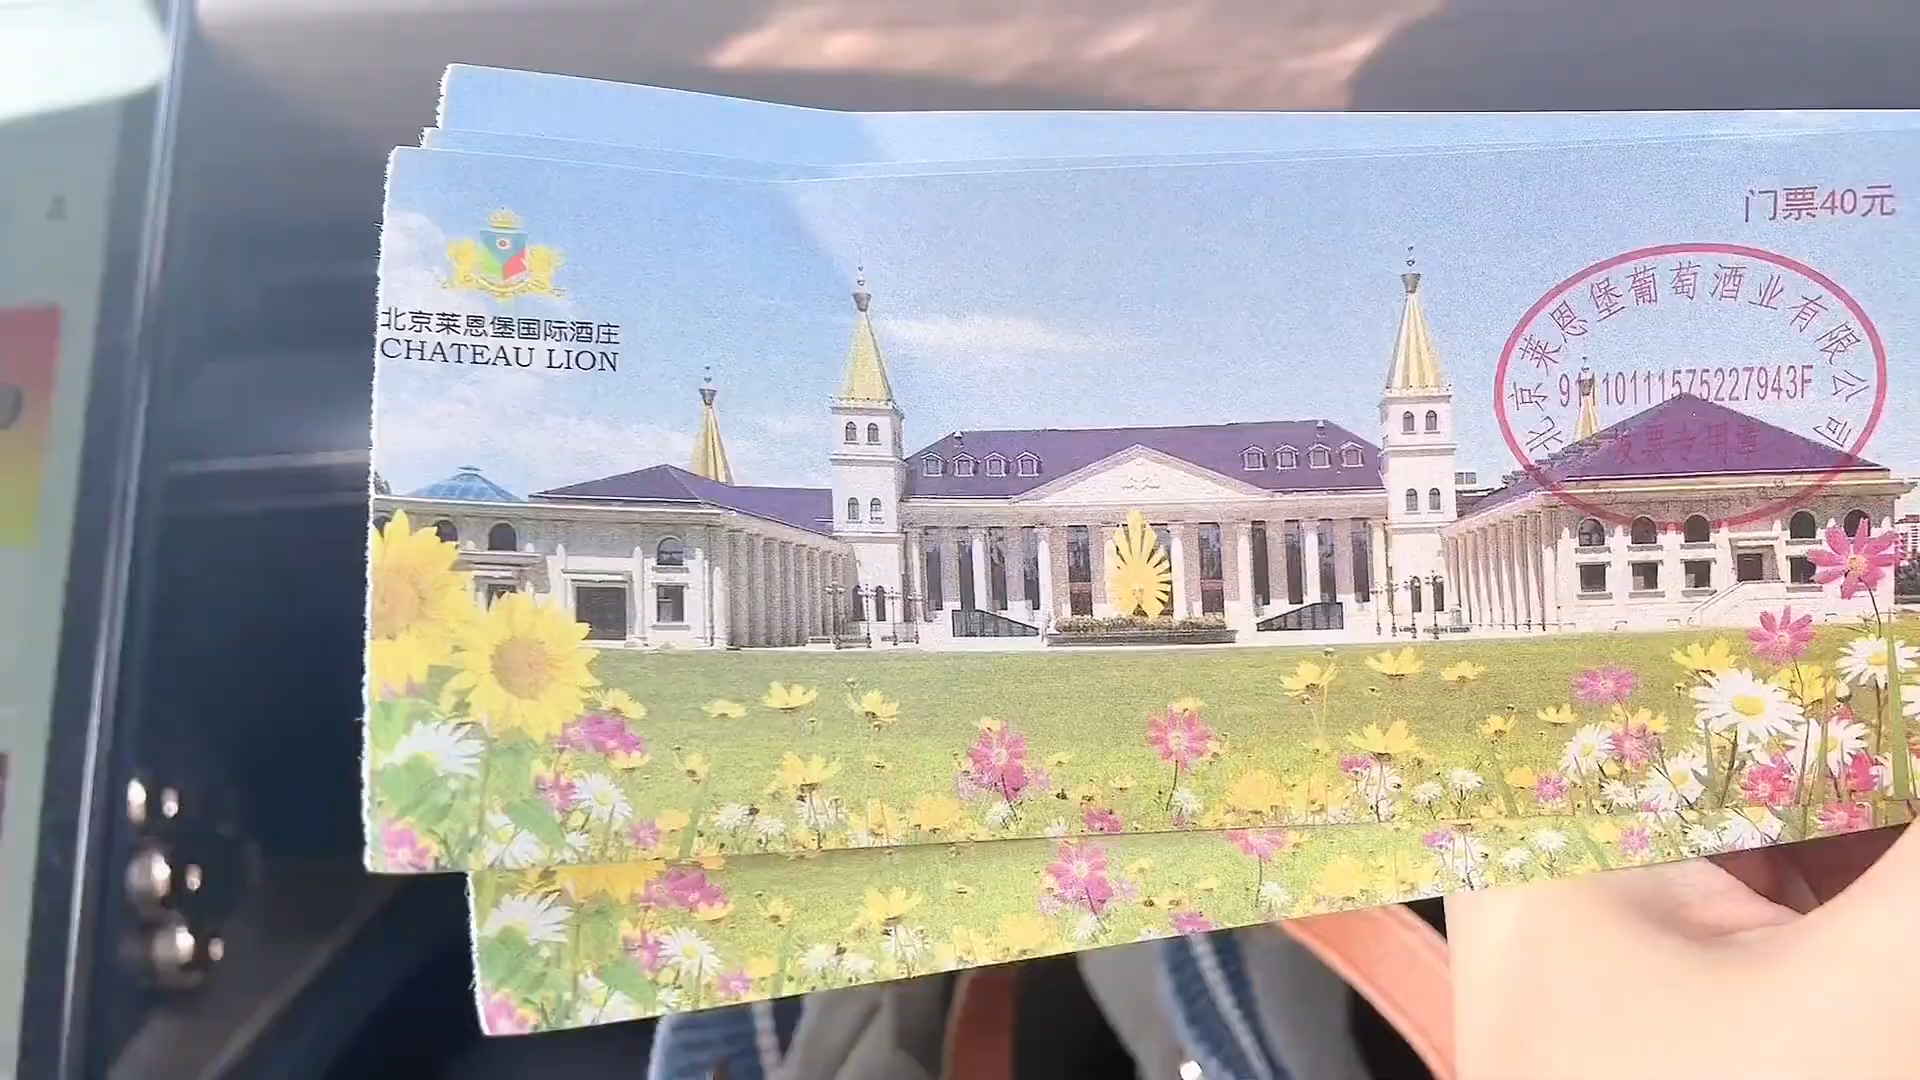 门票40元
北京莱恩堡国际酒庄
CHATEAU LION
北京莱恩堡葡萄酒业有限公司
91110111575227943F
发票专用章